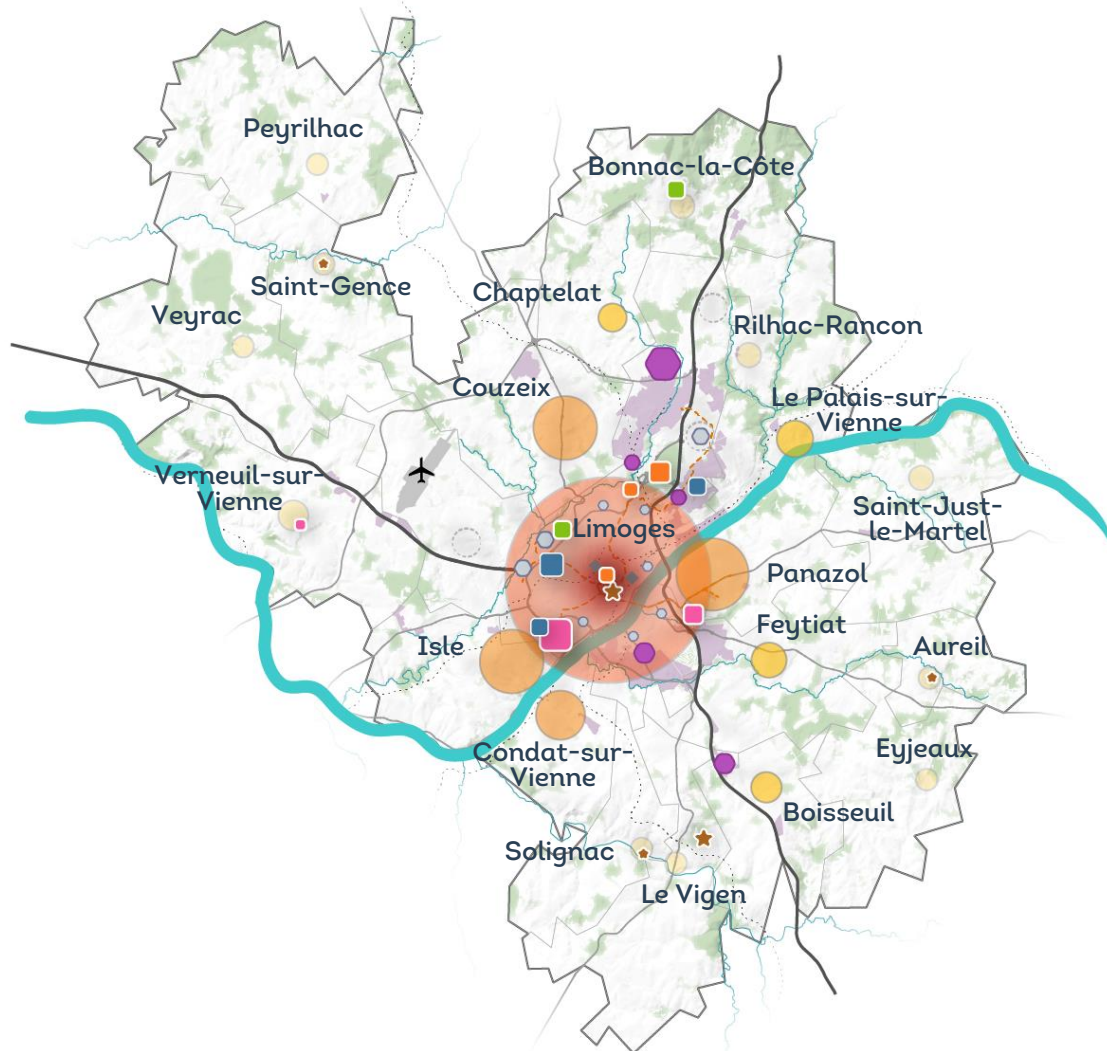 Peyrilhac
Bonnac-la-Côte
Saint-Gence
Chaptelat
Veyrac
Rilhac-Rancon
Couzeix
Le Palais-sur-
Vienne
Verneuil-sur-
Vienne
Saint-Just-
le-Martel
Limoges
Panazol
Feytiat
Isle
Aureil
Condat-sur-
Vienne
Eyjeaux
Boisseuil
Solignac
Le Vigen